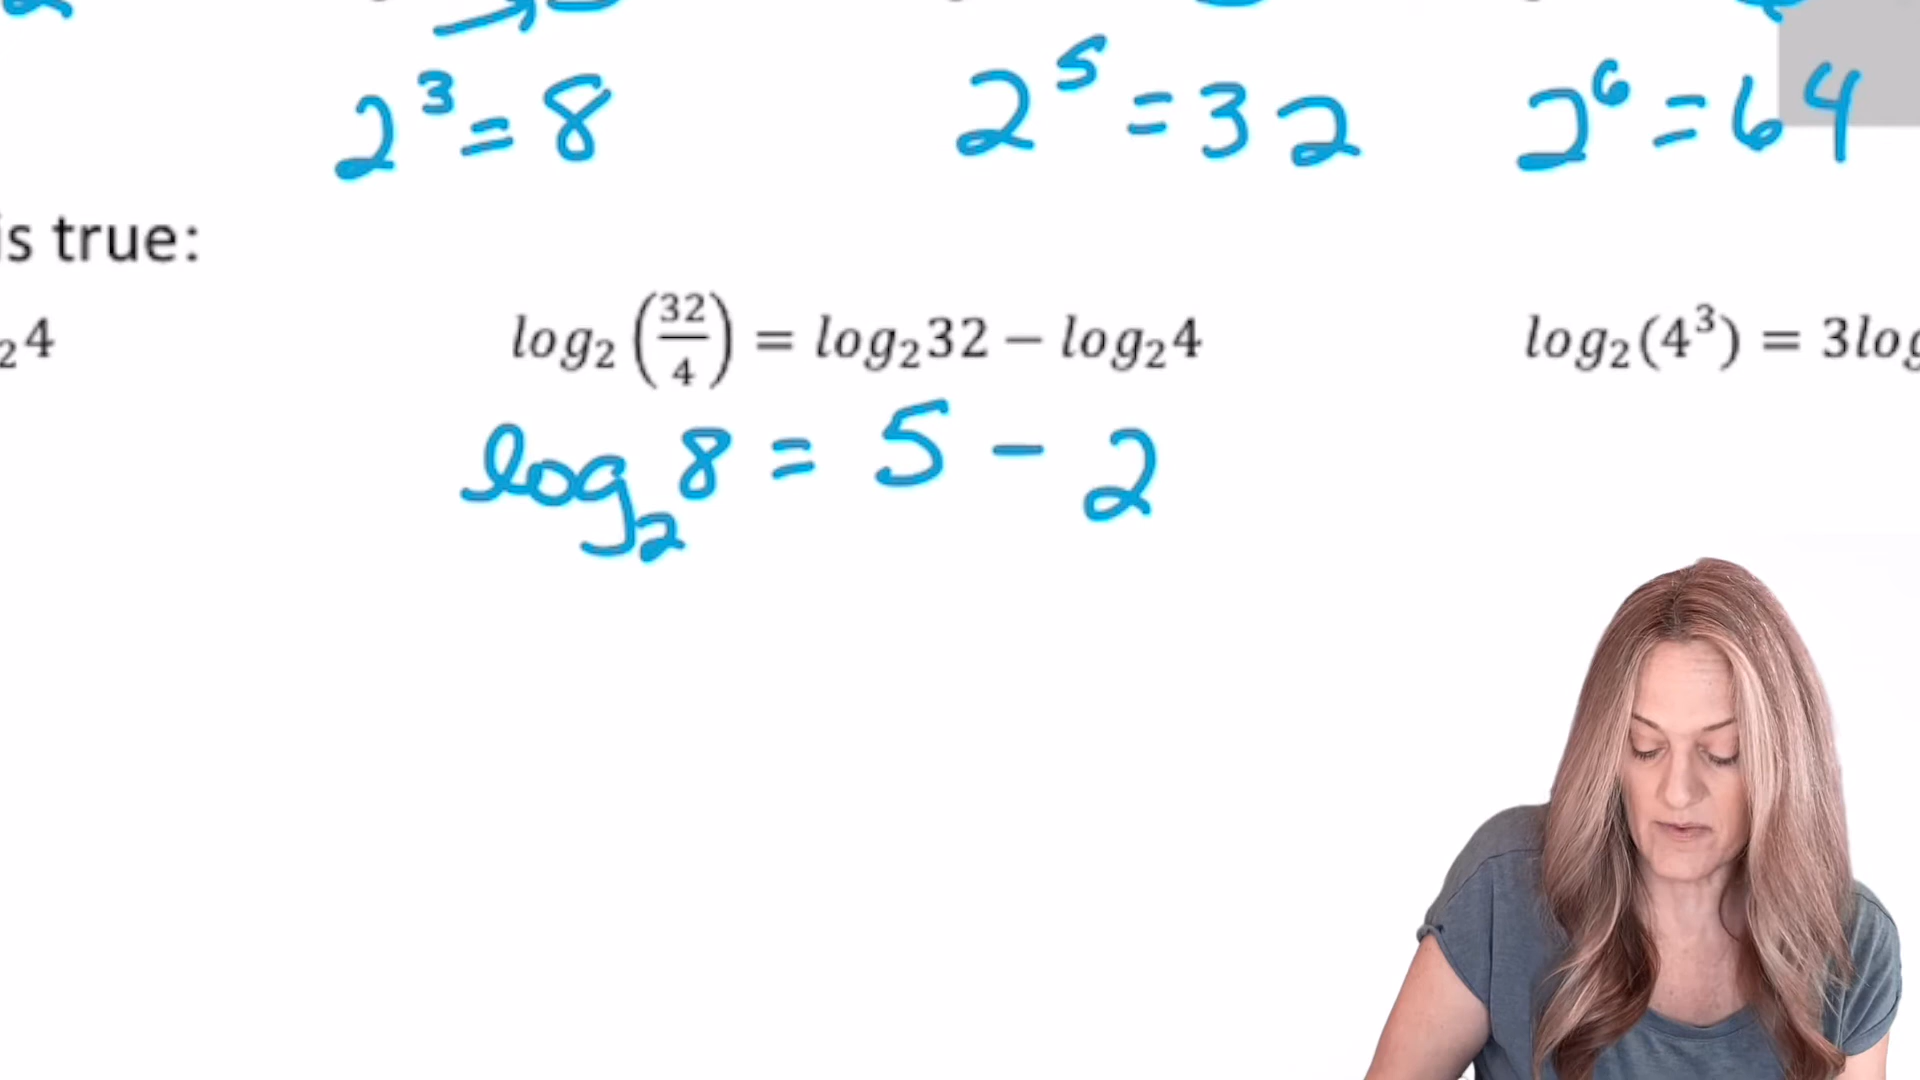 2³=8 2⁵=32 2⁶=64
is true:
₂4 log₂(32/4) = log₂32 − log₂4 log₂(4³) = 3log
log₂8 = 5 − 2